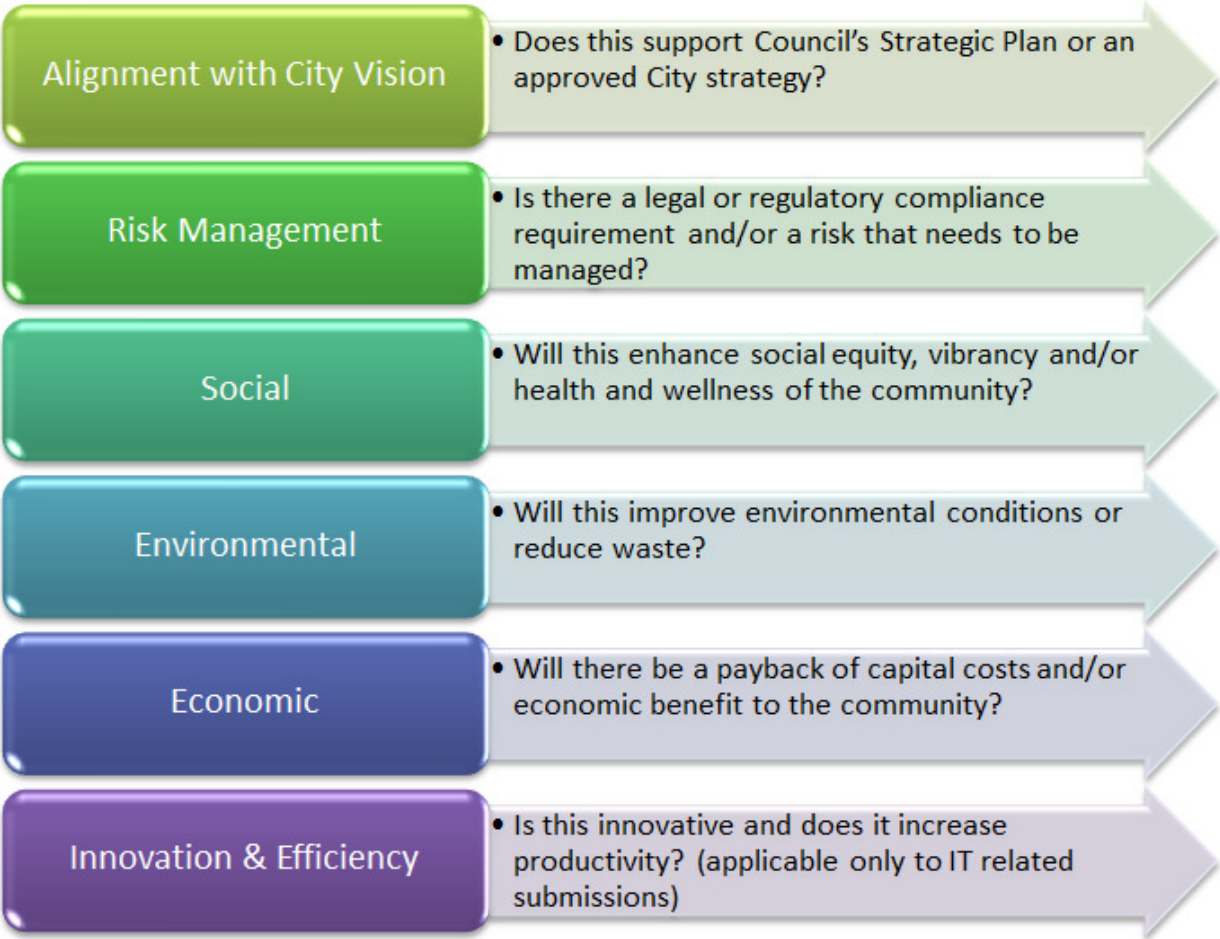 Alignment with City Vision
• Does this support Council's Strategic Plan or an
approved City strategy?
Risk Management
• Is there a legal or regulatory compliance
requirement and/or a risk that needs to be
managed?
Social
• Will this enhance social equity, vibrancy and/or
health and wellness of the community?
Environmental
• Will this improve environmental conditions or
reduce waste?
Economic
• Will there be a payback of capital costs and/or
economic benefit to the community?
Innovation & Efficiency
• Is this innovative and does it increase
productivity? (applicable only to IT related
submissions)